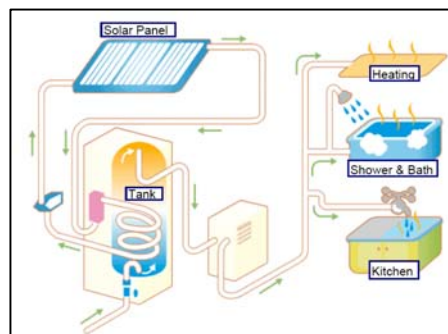 Solar Panel
Heating
Tank
Shower & Bath
Kitchen